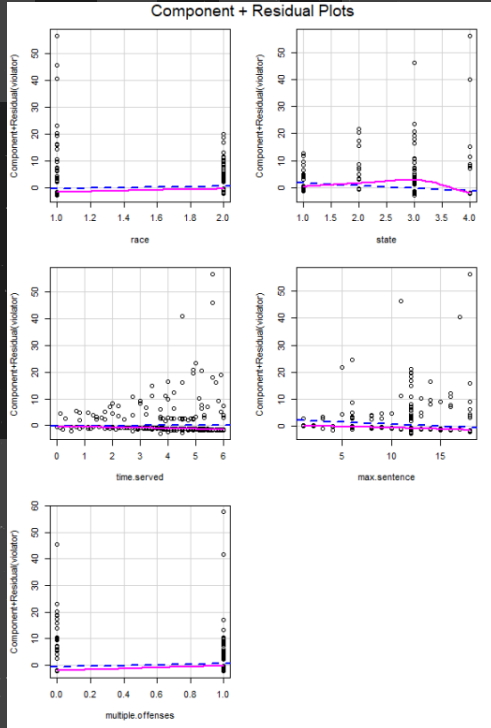 Component + Residual Plots
Component+Residual(violator)
0 10 20 30 40 50
1.0 1.2 1.4 1.6 1.8 2.0
race
Component+Residual(violator)
0 10 20 30 40 50
1.0 1.5 2.0 2.5 3.0 3.5 4.0
state
Component+Residual(violator)
0 10 20 30 40 50
0 1 2 3 4 5 6
time.served
Component+Residual(violator)
0 10 20 30 40 50
5 10 15
max.sentence
Component+Residual(violator)
0 10 20 30 40 50 60
0.0 0.2 0.4 0.6 0.8 1.0
multiple.offenses